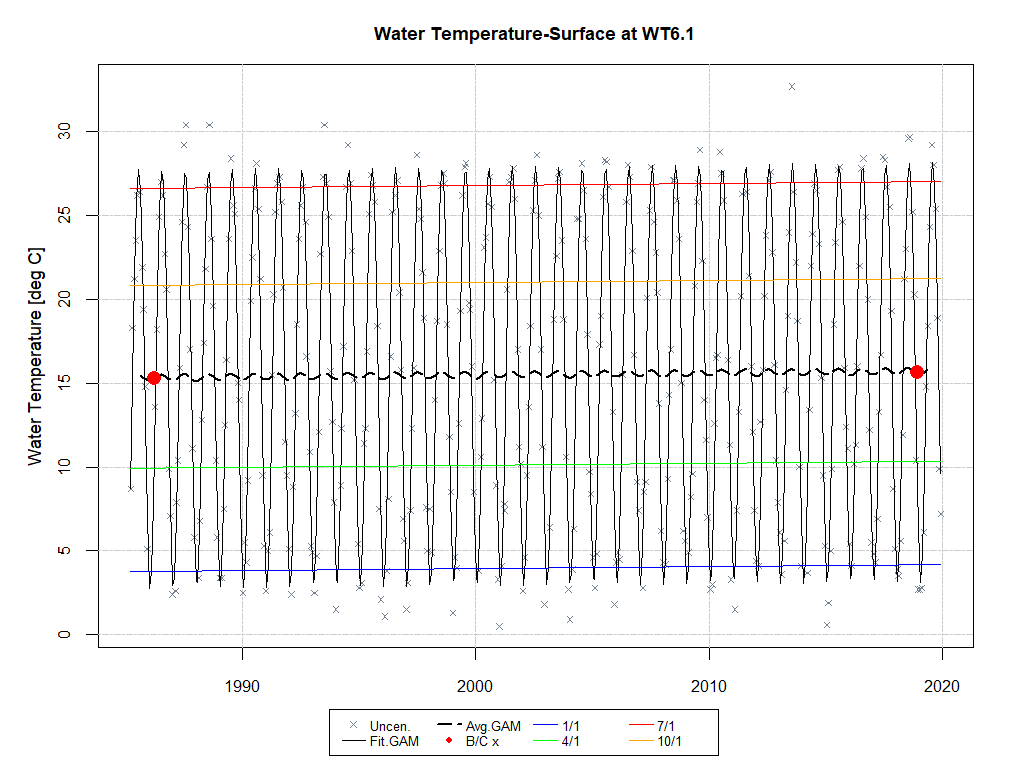 Water Temperature-Surface at WT6.1
Water Temperature [deg C]
30
25
20
15
10
5
0
1990 2000 2010 2020
Uncen. Avg.GAM 1/1 7/1
Fit.GAM B/C x 4/1 10/1